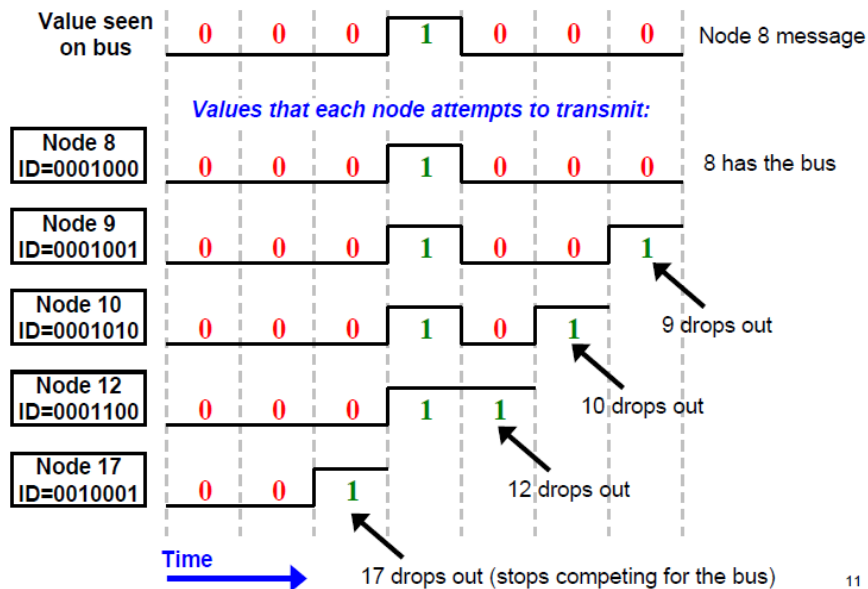 Value seen
on bus
0 0 0 1 0 0 0
Node 8 message
Values that each node attempts to transmit:
Node 8
ID=0001000
0 0 0 1 0 0 0
8 has the bus
Node 9
ID=0001001
0 0 0 1 0 0 1
9 drops out
Node 10
ID=0001010
0 0 0 1 0 1
10 drops out
Node 12
ID=0001100
0 0 0 1 1
12 drops out
Node 17
ID=0010001
0 0 1
Time
17 drops out (stops competing for the bus)
11